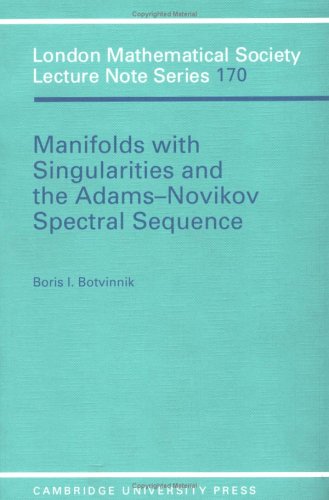 London Mathematical Society
Lecture Note Series 170
Manifolds with
Singularities and
the Adams–Novikov
Spectral Sequence
Boris I. Botvinnik
CAMBRIDGE UNIVERSITY PRESS